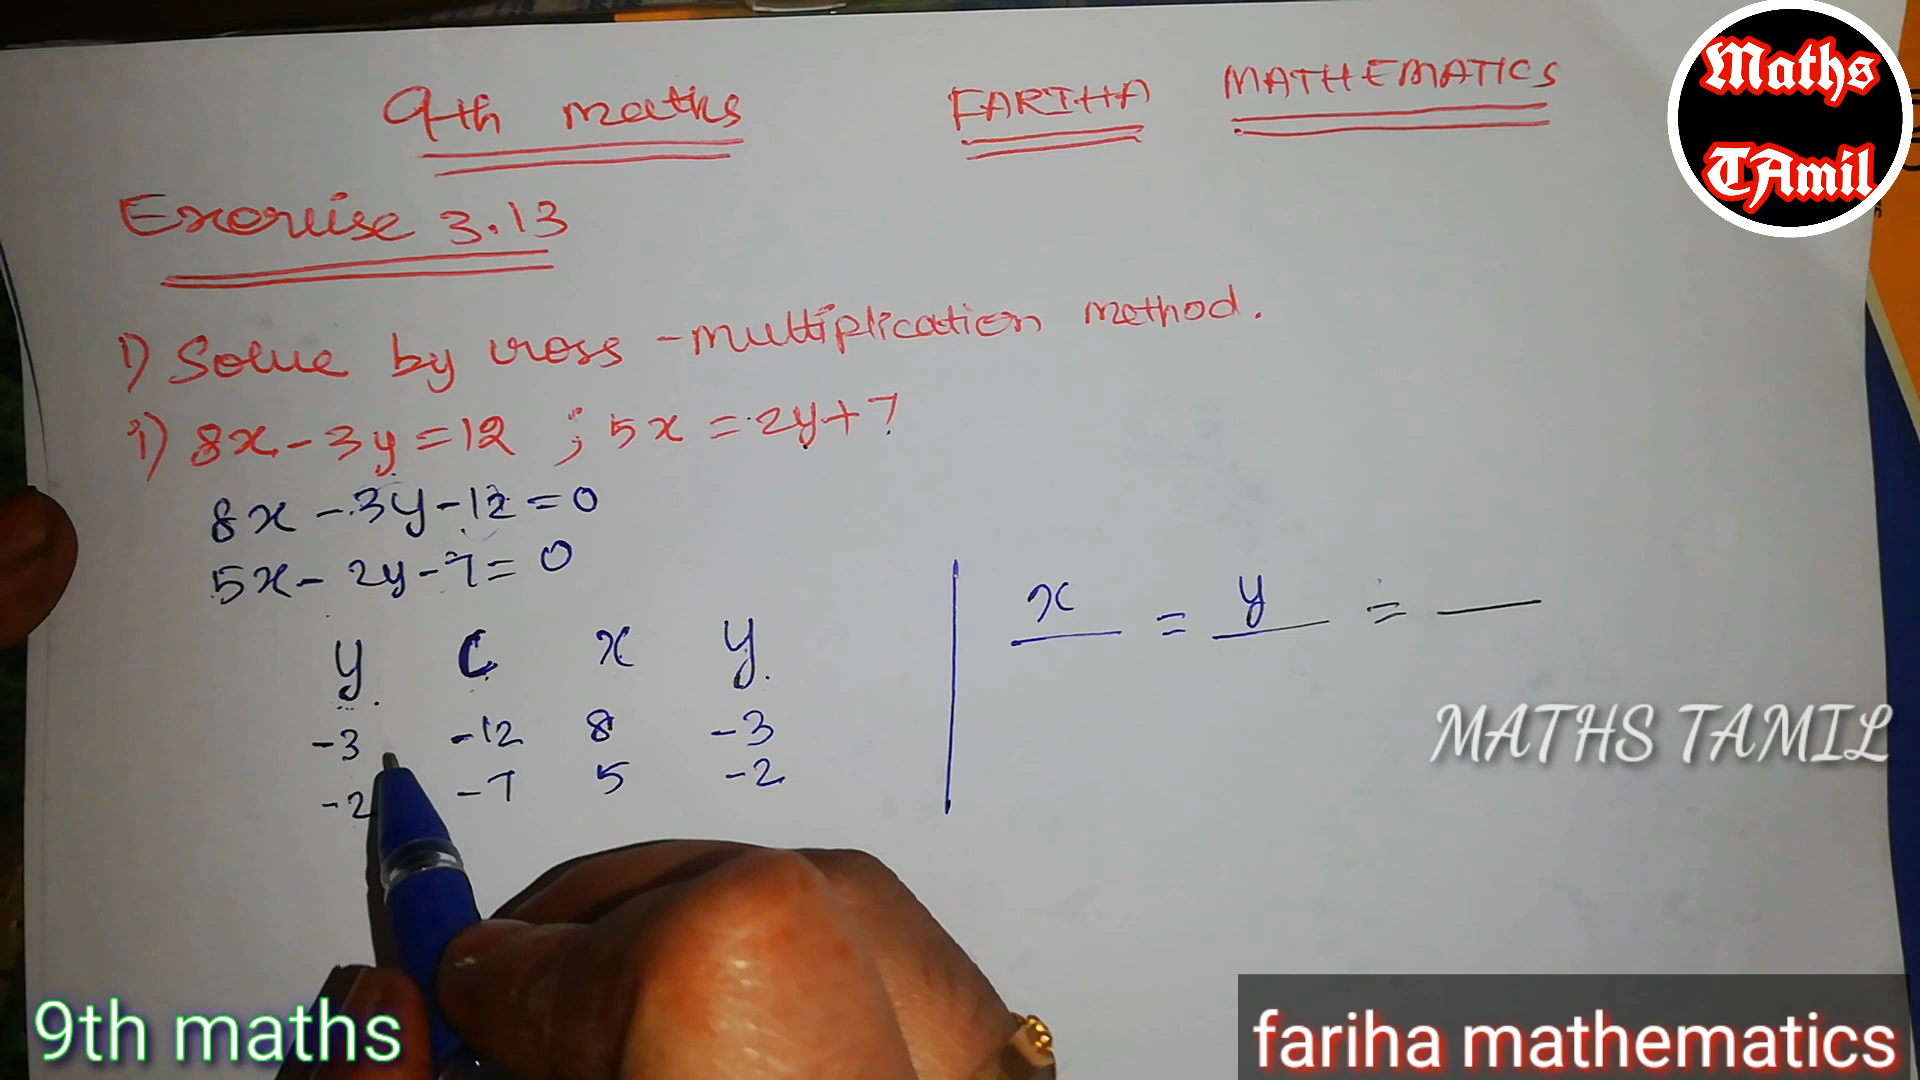 9th maths FARIHA MATHEMATICS
Maths
TAmil
Exercise 3.13
1) Solve by cross-multiplication method.
i) 8x - 3y = 12 ; 5x = 2y + 7
8x - 3y - 12 = 0
5x - 2y - 7 = 0
y c x y
-3 -12 8 -3
-2 -7 5 -2
x = y =
MATHS TAMIL
9th maths
fariha mathematics